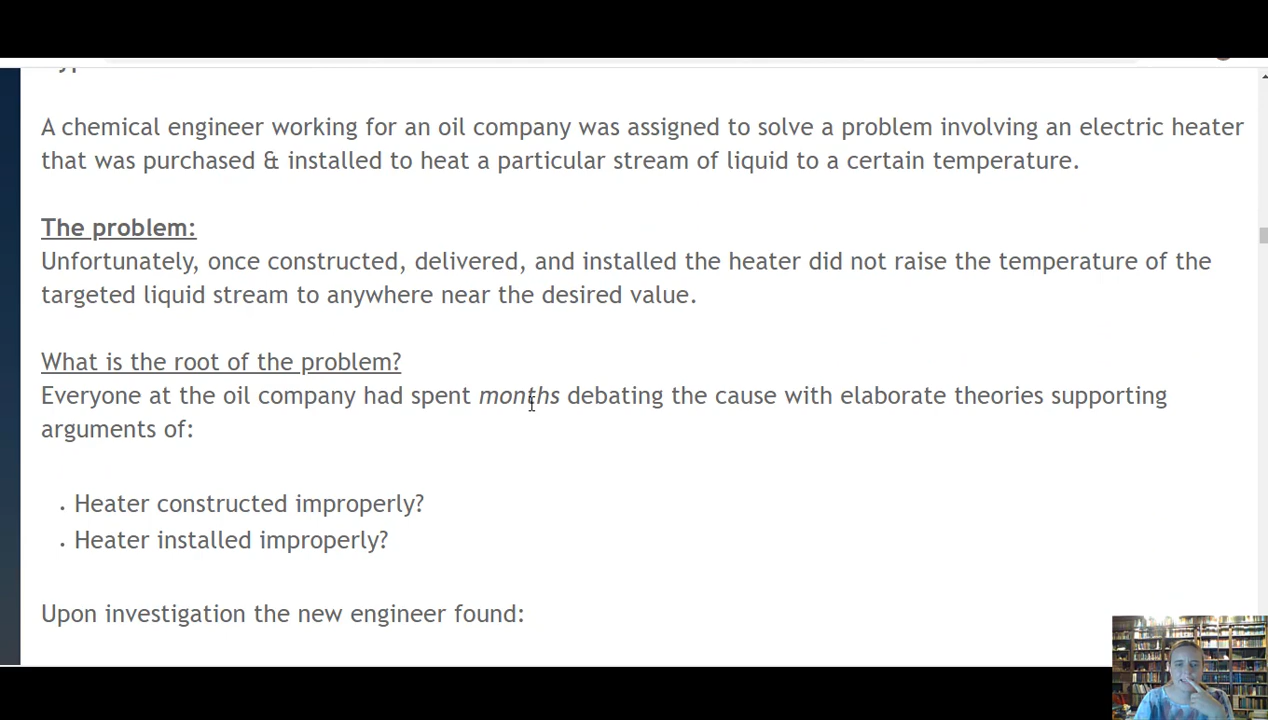 A chemical engineer working for an oil company was assigned to solve a problem involving an electric heater
that was purchased & installed to heat a particular stream of liquid to a certain temperature.
The problem:
Unfortunately, once constructed, delivered, and installed the heater did not raise the temperature of the
targeted liquid stream to anywhere near the desired value.
What is the root of the problem?
Everyone at the oil company had spent months debating the cause with elaborate theories supporting
arguments of:
• Heater constructed improperly?
• Heater installed improperly?
Upon investigation the new engineer found: